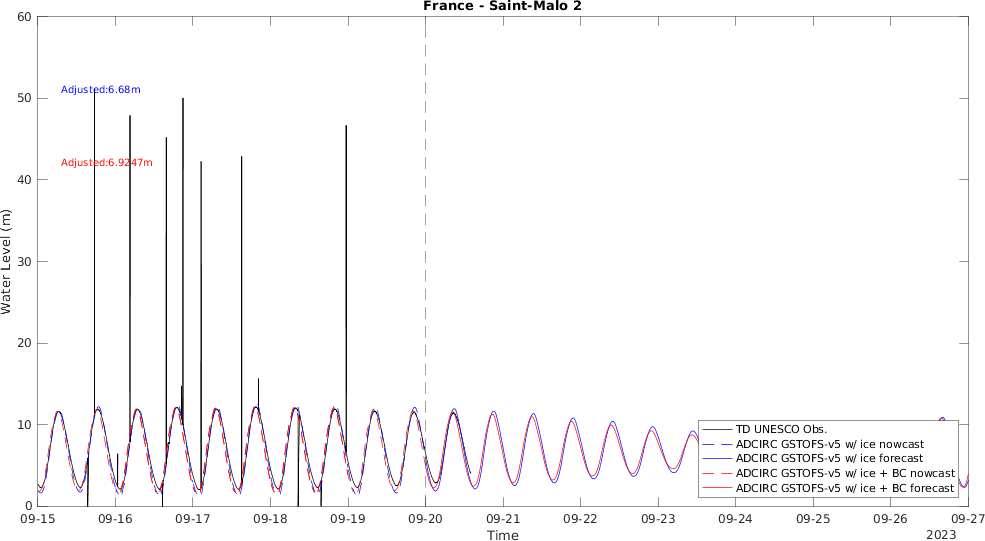 France - Saint-Malo 2
60
50
40
30
20
10
0
Water Level (m)
Adjusted:6.68m
Adjusted:6.9247m
TD UNESCO Obs.
ADCIRC GSTOFS-v5 w/ ice nowcast
ADCIRC GSTOFS-v5 w/ ice forecast
ADCIRC GSTOFS-v5 w/ ice + BC nowcast
ADCIRC GSTOFS-v5 w/ ice + BC forecast
09-15 09-16 09-17 09-18 09-19 09-20 09-21 09-22 09-23 09-24 09-25 09-26 09-27
Time
2023